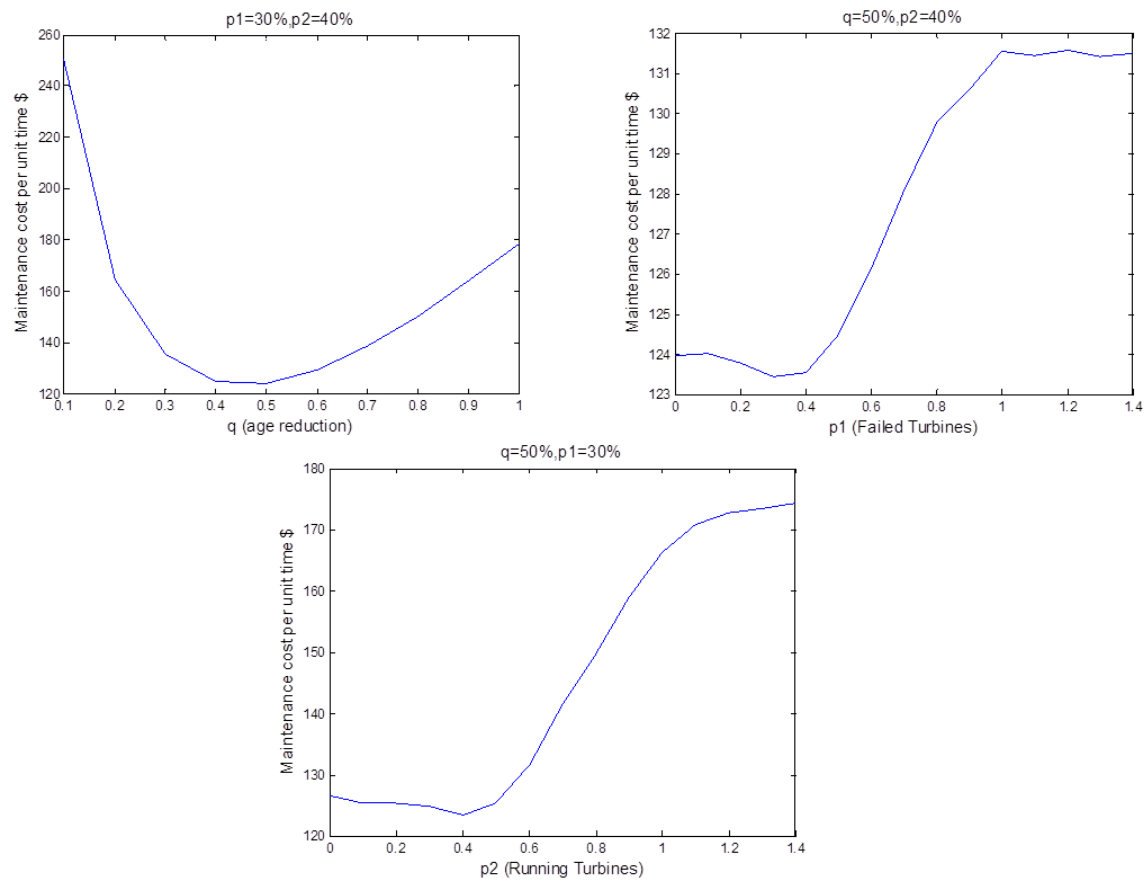 p1=30%,p2=40%
260
240
220
200
180
160
140
120
0.1 0.2 0.3 0.4 0.5 0.6 0.7 0.8 0.9 1
q (age reduction)
Maintenance cost per unit time $
q=50%,p2=40%
132
131
130
129
128
127
126
125
124
123
0 0.2 0.4 0.6 0.8 1 1.2 1.4
p1 (Failed Turbines)
Maintenance cost per unit time $
q=50%,p1=30%
180
170
160
150
140
130
120
0 0.2 0.4 0.6 0.8 1 1.2 1.4
p2 (Running Turbines)
Maintenance cost per unit time $